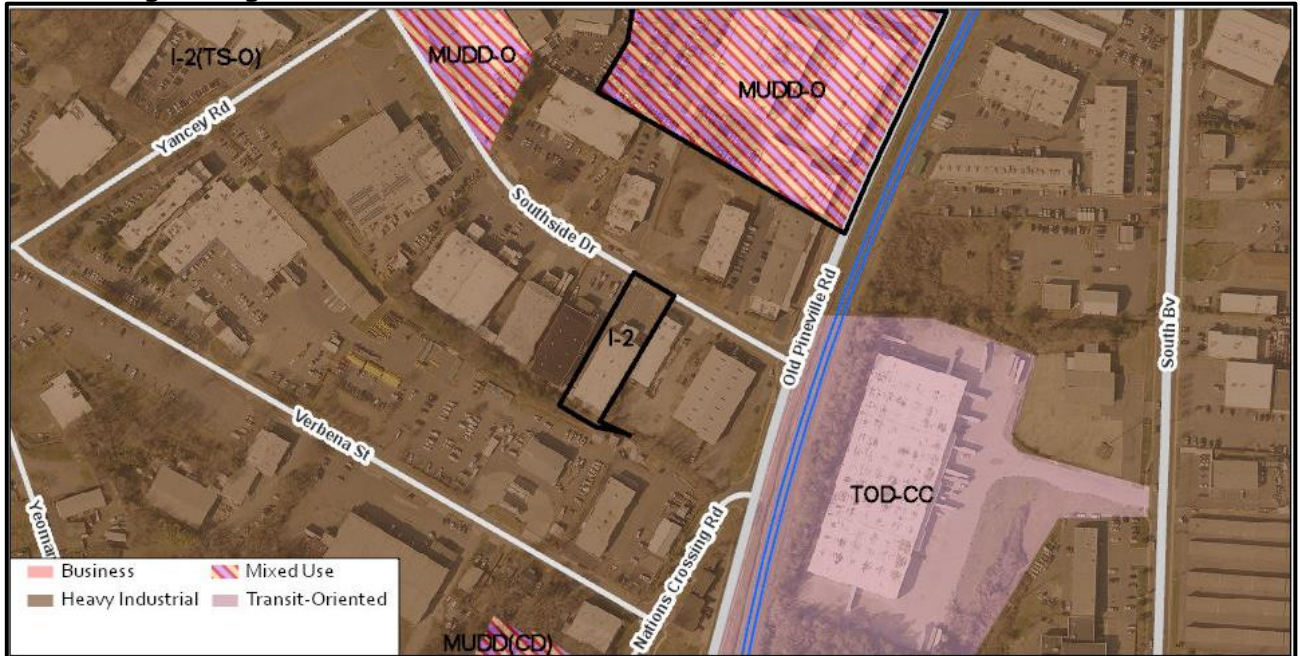 I-2(TS-O)
MUDD-O
MUDD-O
Yancey Rd
Southside Dr
I-2
Old Pineville Rd
South Bv
Verbena St
TOD-CC
Nations Crossing Rd
Yeoman
Business
Mixed Use
Heavy Industrial
Transit-Oriented
MUDD(CD)